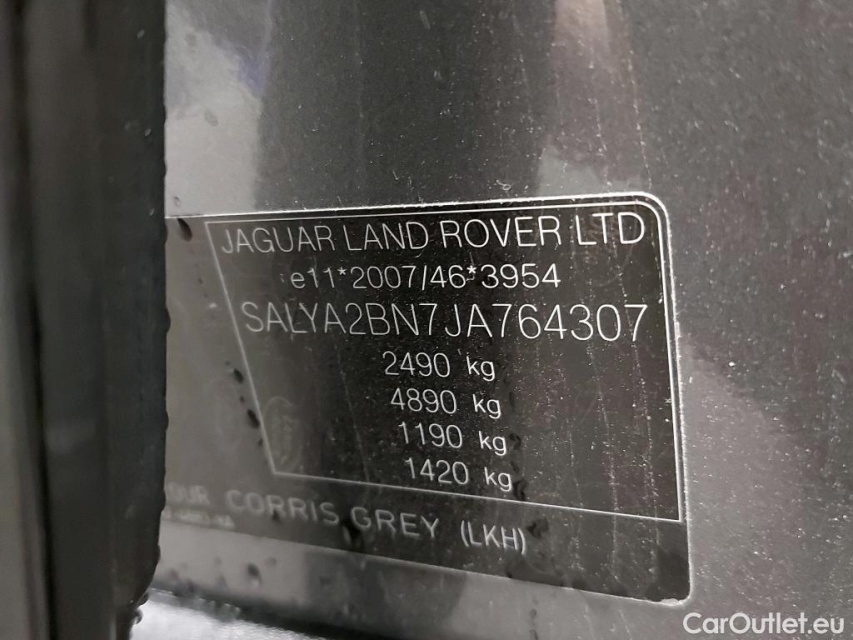 JAGUAR LAND ROVER LTD
e11*2007/46*3954
SALYA2BN7JA764307
2490 kg
4890 kg
1190 kg
1420 kg
OUR CORRIS GREY (LKH)
CarOutlet.eu